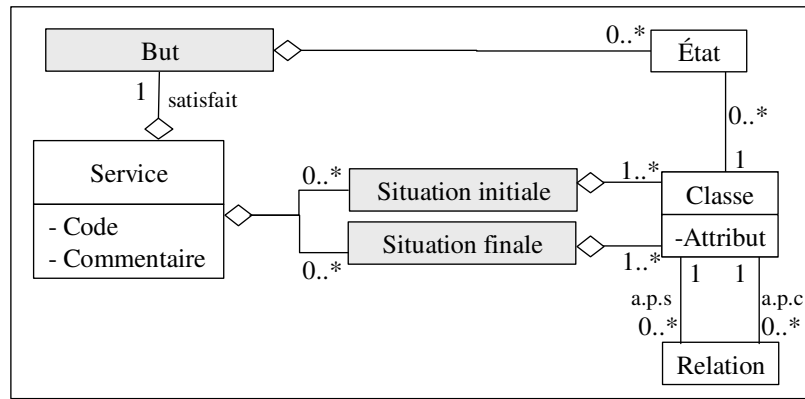 But
0..*
État
1
satisfait
0..*
Service
0..*
Situation initiale
1..*
1
Classe
- Code
- Commentaire
Situation finale
-Attribut
0..*
1..*
1
1
a.p.s
a.p.c
0..*
0..*
Relation